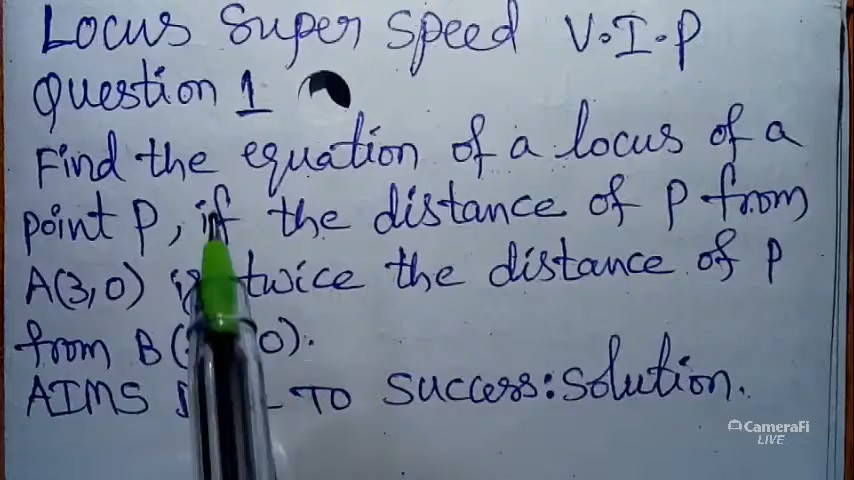 Locus Super Speed V.I.P
Question 1
Find the equation of a locus of a
point P, if the distance of P from
A(3,0) is twice the distance of P
from B( 0).
AIMS TO SUCCESS: Solution.
CameraFi
LIVE